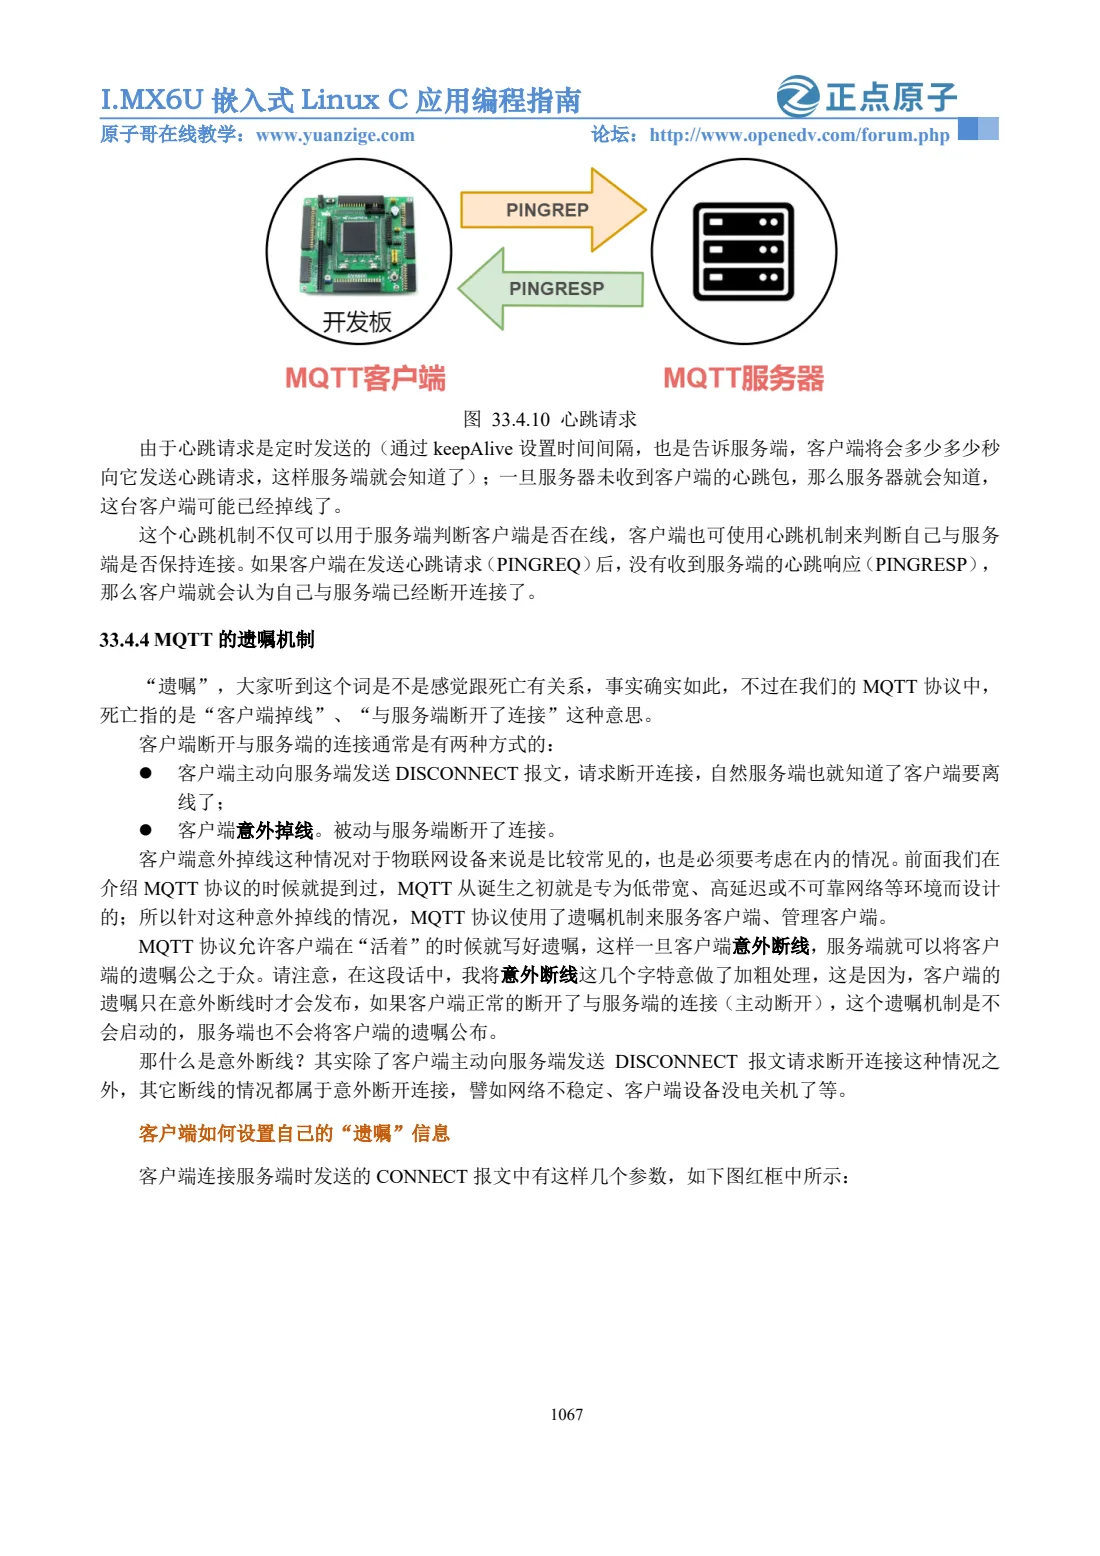 I.MX6U 嵌入式 Linux C 应用编程指南
正点原子
原子哥在线教学：www.yuanzige.com 论坛：http://www.openedv.com/forum.php
PINGREP
PINGRESP
开发板
MQTT客户端 MQTT服务器
图 33.4.10 心跳请求
由于心跳请求是定时发送的（通过 keepAlive 设置时间间隔，也是告诉服务端，客户端将会多少多少秒
向它发送心跳请求，这样服务端就会知道了）；一旦服务器未收到客户端的心跳包，那么服务器就会知道，
这台客户端可能已经掉线了。
这个心跳机制不仅可以用于服务端判断客户端是否在线，客户端也可使用心跳机制来判断自己与服务
端是否保持连接。如果客户端在发送心跳请求（PINGREQ）后，没有收到服务端的心跳响应（PINGRESP），
那么客户端就会认为自己与服务端已经断开连接了。
33.4.4 MQTT 的遗嘱机制
“遗嘱”，大家听到这个词是不是感觉跟死亡有关系，事实确实如此，不过在我们的 MQTT 协议中，
死亡指的是“客户端掉线”、“与服务端断开了连接”这种意思。
客户端断开与服务端的连接通常是有两种方式的：
● 客户端主动向服务端发送 DISCONNECT 报文，请求断开连接，自然服务端也就知道了客户端要离
线了；
● 客户端意外掉线。被动与服务端断开了连接。
客户端意外掉线这种情况对于物联网设备来说是比较常见的，也是必须要考虑在内的情况。前面我们在
介绍 MQTT 协议的时候就提到过，MQTT 从诞生之初就是专为低带宽、高延迟或不可靠网络等环境而设计
的；所以针对这种意外掉线的情况，MQTT 协议使用了遗嘱机制来服务客户端、管理客户端。
MQTT 协议允许客户端在“活着”的时候就写好遗嘱，这样一旦客户端意外断线，服务端就可以将客户
端的遗嘱公之于众。请注意，在这段话中，我将意外断线这几个字特意做了加粗处理，这是因为，客户端的
遗嘱只在意外断线时才会发布，如果客户端正常的断开了与服务端的连接（主动断开），这个遗嘱机制是不
会启动的，服务端也不会将客户端的遗嘱公布。
那什么是意外断线？其实除了客户端主动向服务端发送 DISCONNECT 报文请求断开连接这种情况之
外，其它断线的情况都属于意外断开连接，譬如网络不稳定、客户端设备没电关机了等。
客户端如何设置自己的“遗嘱”信息
客户端连接服务端时发送的 CONNECT 报文中有这样几个参数，如下图红框中所示：
1067